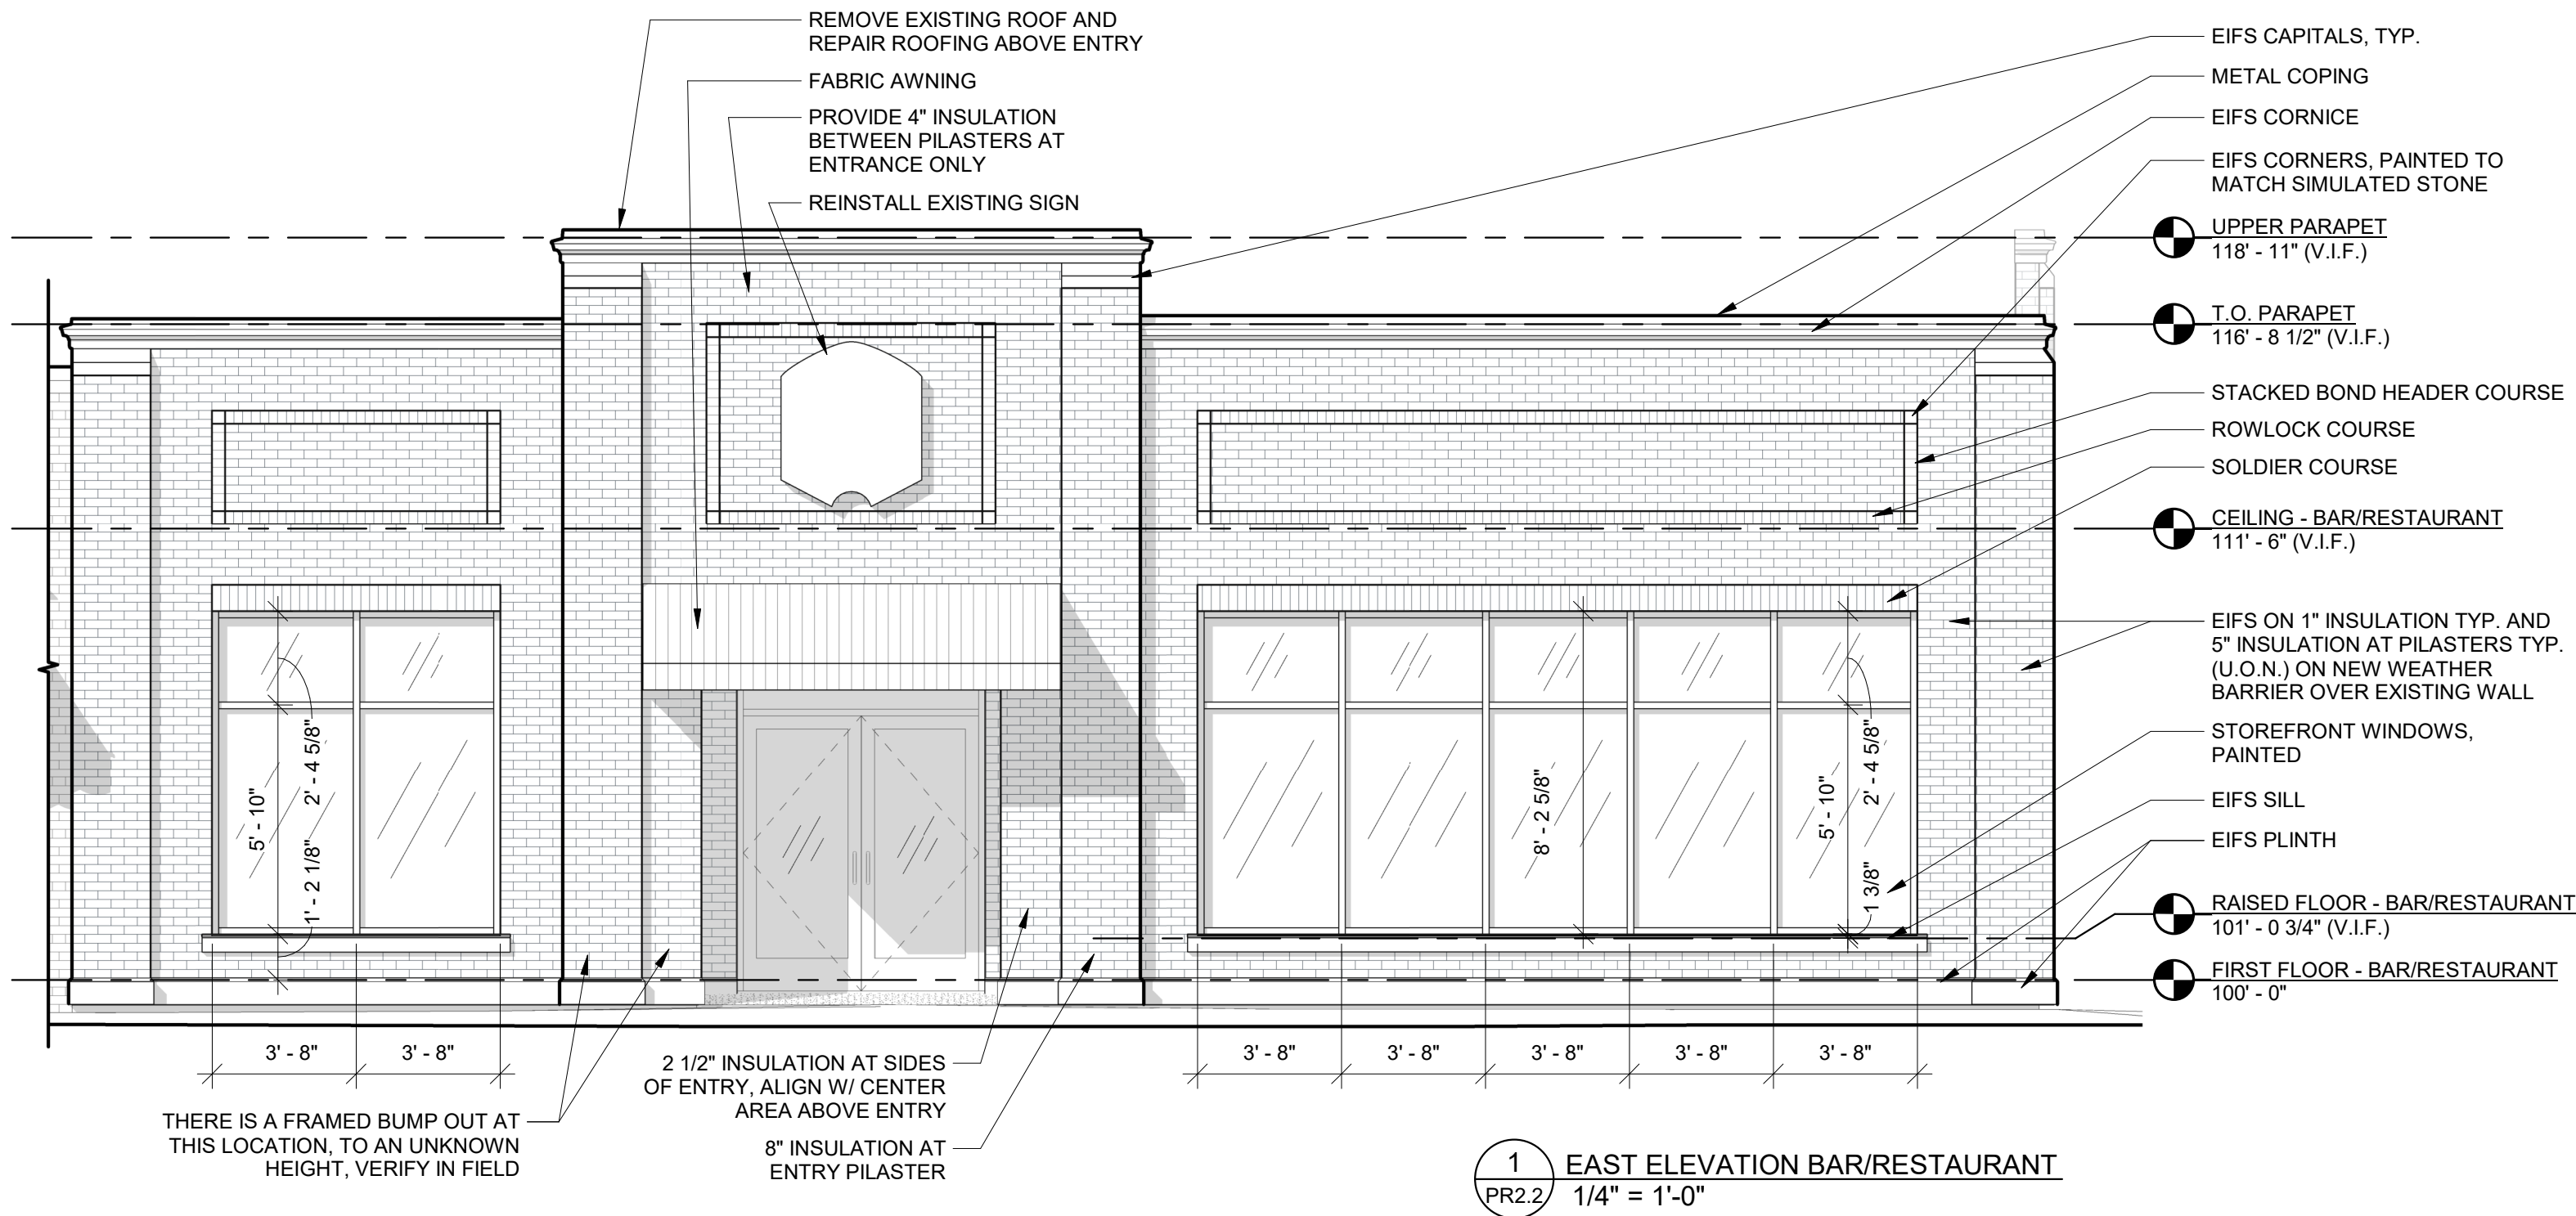 REMOVE EXISTING ROOF AND
REPAIR ROOFING ABOVE ENTRY
FABRIC AWNING
PROVIDE 4" INSULATION
BETWEEN PILASTERS AT
ENTRANCE ONLY
REINSTALL EXISTING SIGN
EIFS CAPITALS, TYP.
METAL COPING
EIFS CORNICE
EIFS CORNERS, PAINTED TO
MATCH SIMULATED STONE
UPPER PARAPET
118' - 11" (V.I.F.)
T.O. PARAPET
116' - 8 1/2" (V.I.F.)
STACKED BOND HEADER COURSE
ROWLOCK COURSE
SOLDIER COURSE
CEILING - BAR/RESTAURANT
111' - 6" (V.I.F.)
EIFS ON 1" INSULATION TYP. AND
5" INSULATION AT PILASTERS TYP.
(U.O.N.) ON NEW WEATHER
BARRIER OVER EXISTING WALL
STOREFRONT WINDOWS,
PAINTED
EIFS SILL
EIFS PLINTH
RAISED FLOOR - BAR/RESTAURANT
101' - 0 3/4" (V.I.F.)
FIRST FLOOR - BAR/RESTAURANT
100' - 0"
5' - 10"
2' - 4 5/8"
1' - 2 1/8"
8' - 2 5/8"
5' - 10"
2' - 4 5/8"
1 3/8"
3' - 8"
3' - 8"
3' - 8"
3' - 8"
3' - 8"
3' - 8"
3' - 8"
THERE IS A FRAMED BUMP OUT AT
THIS LOCATION, TO AN UNKNOWN
HEIGHT, VERIFY IN FIELD
2 1/2" INSULATION AT SIDES
OF ENTRY, ALIGN W/ CENTER
AREA ABOVE ENTRY
8" INSULATION AT
ENTRY PILASTER
1
PR2.2
EAST ELEVATION BAR/RESTAURANT
1/4" = 1'-0"